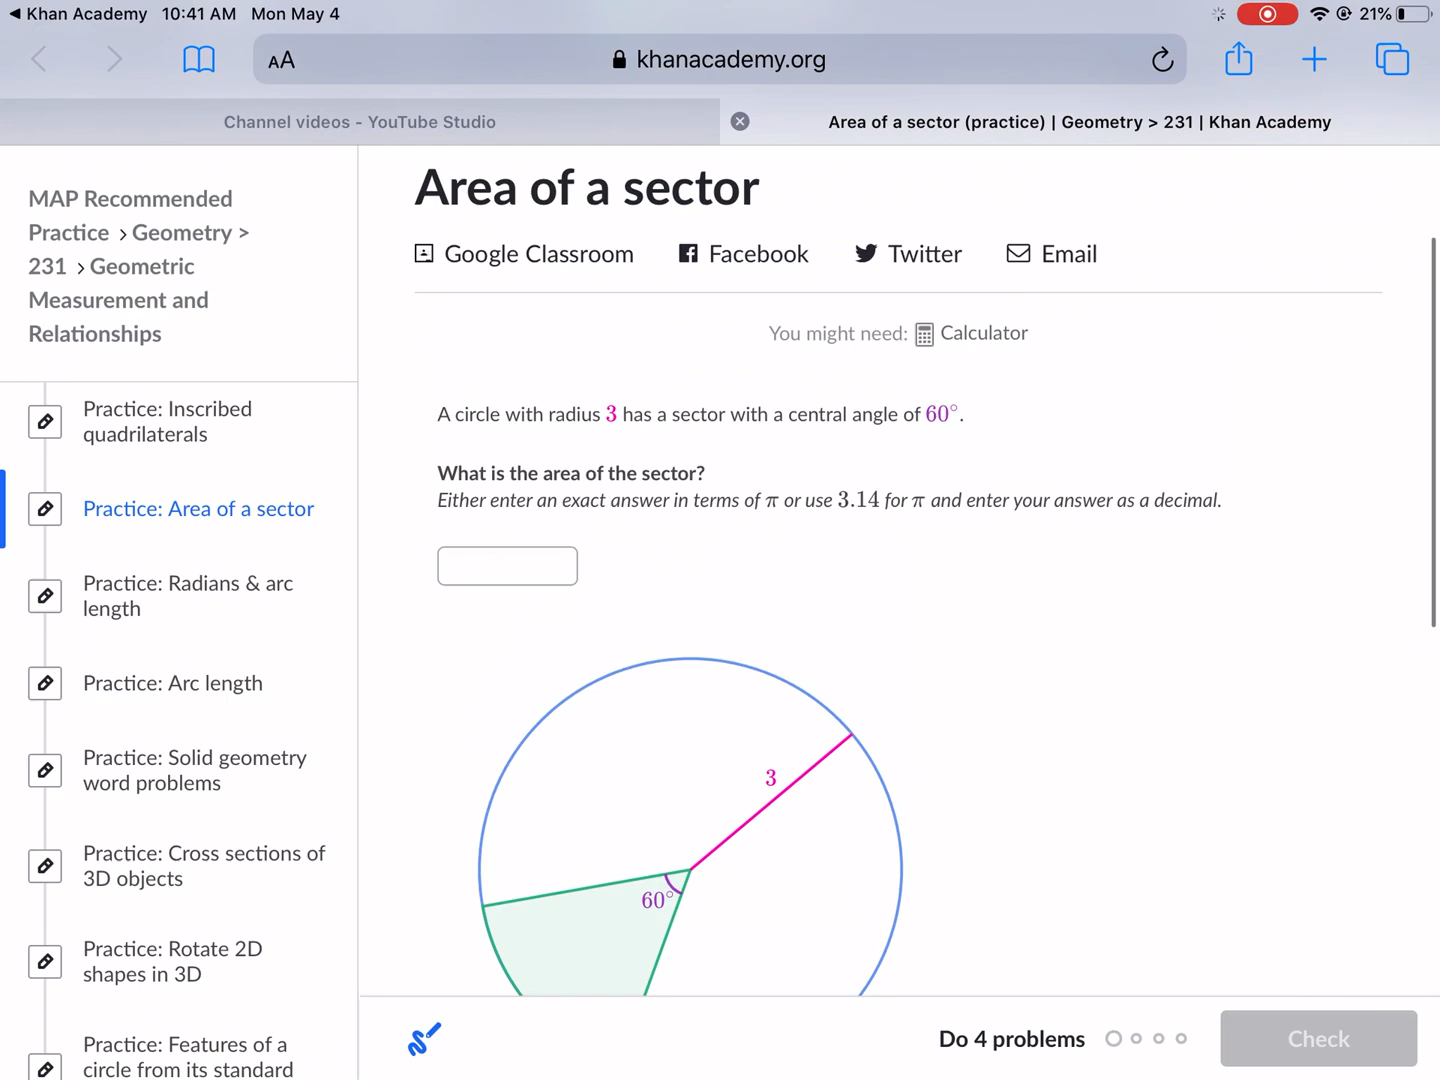 Khan Academy 10:41 AM Mon May 4 21%
AA khanacademy.org
Channel videos - YouTube Studio
Area of a sector (practice) | Geometry > 231 | Khan Academy
MAP Recommended
Practice > Geometry >
231 > Geometric
Measurement and
Relationships
Practice: Inscribed
quadrilaterals
Practice: Area of a sector
Practice: Radians & arc
length
Practice: Arc length
Practice: Solid geometry
word problems
Practice: Cross sections of
3D objects
Practice: Rotate 2D
shapes in 3D
Practice: Features of a
circle from its standard
Area of a sector
Google Classroom Facebook Twitter Email
You might need: Calculator
A circle with radius 3 has a sector with a central angle of 60°.
What is the area of the sector?
Either enter an exact answer in terms of π or use 3.14 for π and enter your answer as a decimal.
3
60°
Do 4 problems
Check